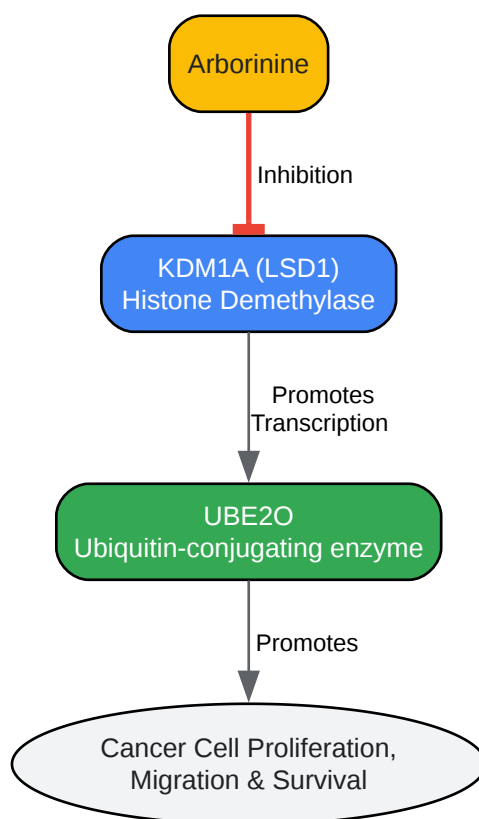 Arborinine
Inhibition
KDM1A (LSD1)
Histone Demethylase
Promotes
Transcription
UBE2O
Ubiquitin-conjugating enzyme
Promotes
Cancer Cell Proliferation,
Migration & Survival